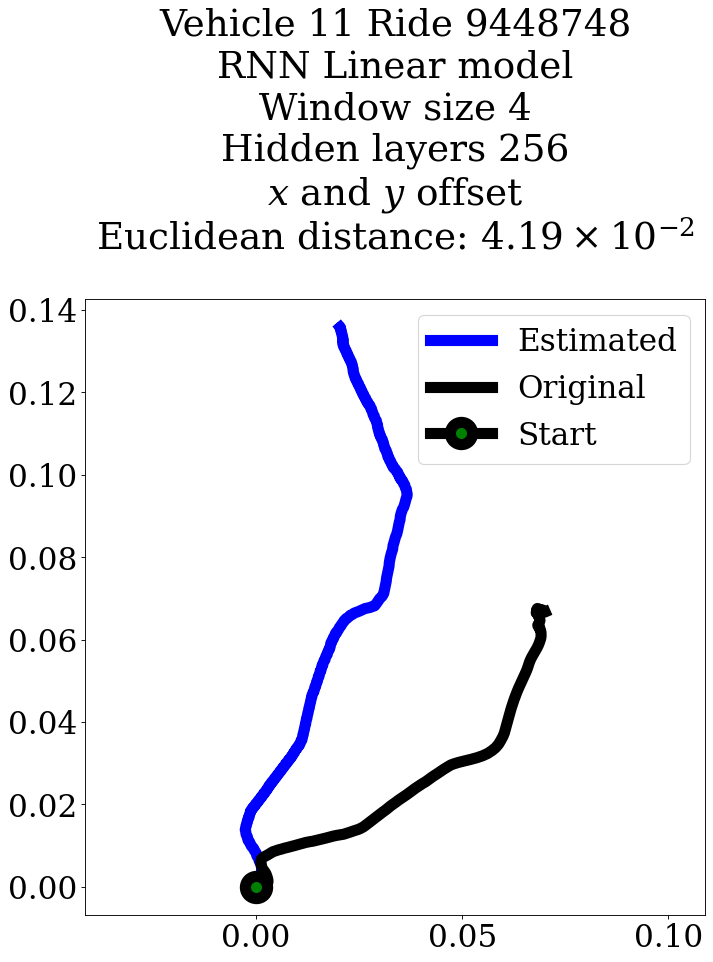 Vehicle 11 Ride 9448748
RNN Linear model
Window size 4
Hidden layers 256
x and y offset
Euclidean distance: 4.19 × 10⁻²
0.14
0.12
0.10
0.08
0.06
0.04
0.02
0.00
Estimated
Original
Start
0.00 0.05 0.10